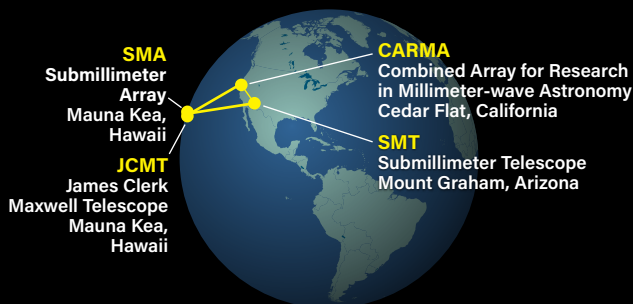 SMA
Submillimeter
Array
Mauna Kea,
Hawaii
JCMT
James Clerk
Maxwell Telescope
Mauna Kea,
Hawaii
CARMA
Combined Array for Research
in Millimeter-wave Astronomy
Cedar Flat, California
SMT
Submillimeter Telescope
Mount Graham, Arizona